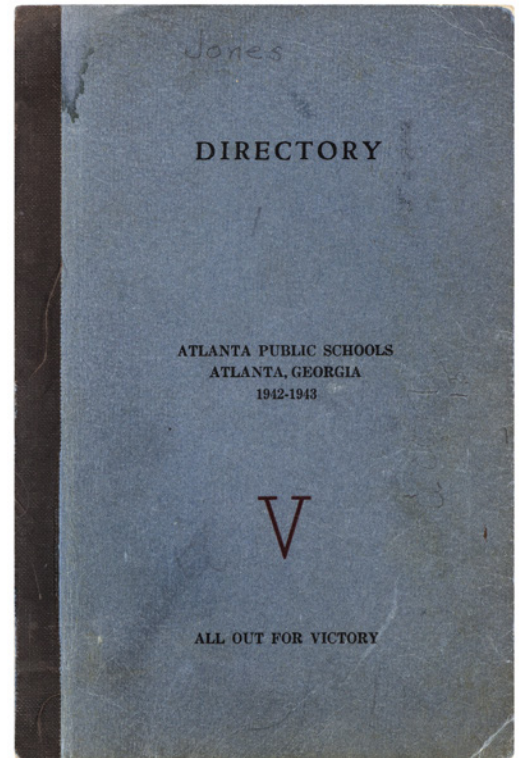 Jones
DIRECTORY
ATLANTA PUBLIC SCHOOLS
ATLANTA, GEORGIA
1942-1943
V
ALL OUT FOR VICTORY